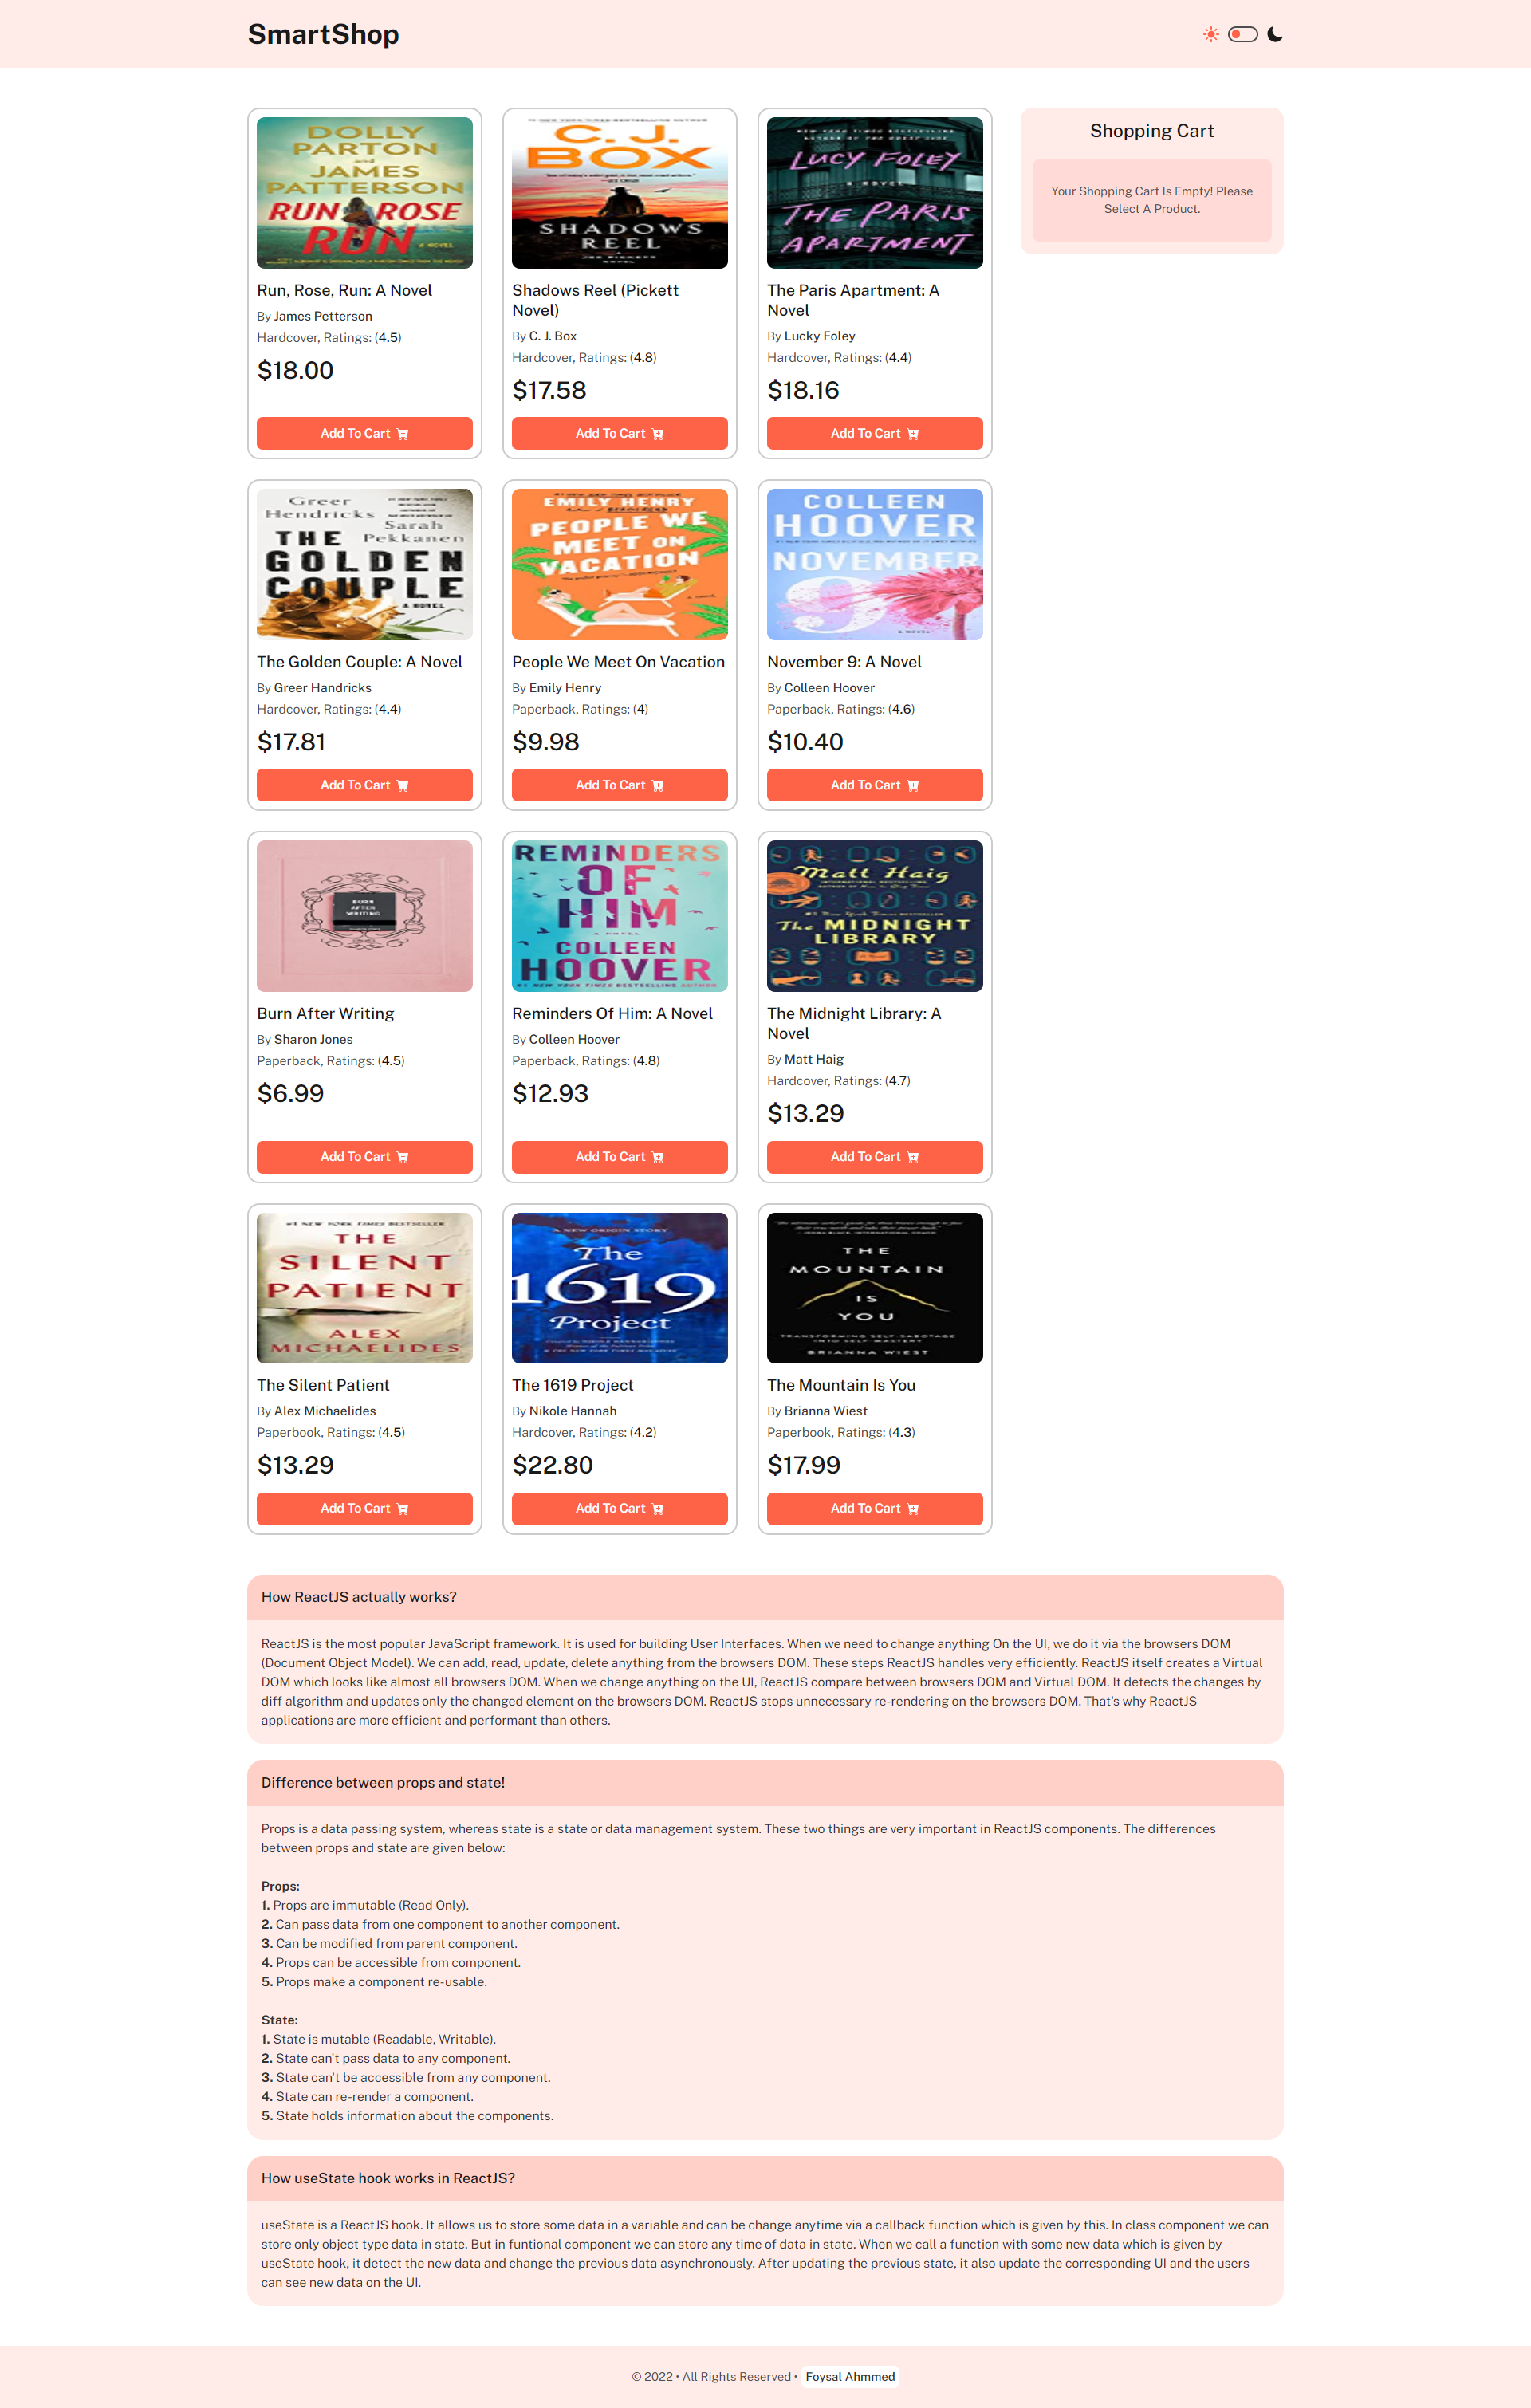 SmartShop
DOLLY
PARTON
and
JAMES
PATTERSON
RUN ROSE
RUN
A NOVEL
Run, Rose, Run: A Novel
By James Petterson
Hardcover, Ratings: (4.5)
$18.00
Add To Cart
C.J.
BOX
SHADOWS
REEL
Shadows Reel (Pickett
Novel)
By C. J. Box
Hardcover, Ratings: (4.8)
$17.58
Add To Cart
LUCY FOLEY
A NOVEL
THE PARIS
APARTMENT
The Paris Apartment: A
Novel
By Lucky Foley
Hardcover, Ratings: (4.4)
$18.16
Add To Cart
Shopping Cart
Your Shopping Cart Is Empty! Please
Select A Product.
Greer
Hendricks
Sarah
Pekkanen
THE
GOLDEN
COUPLE
A NOVEL
The Golden Couple: A Novel
By Greer Handricks
Hardcover, Ratings: (4.4)
$17.81
Add To Cart
EMILY HENRY
PEOPLE WE
MEET ON
VACATION
People We Meet On Vacation
By Emily Henry
Paperback, Ratings: (4)
$9.98
Add To Cart
COLLEEN
HOOVER
NOVEMBER
9
November 9: A Novel
By Colleen Hoover
Paperback, Ratings: (4.6)
$10.40
Add To Cart
BURN
AFTER
WRITING
Burn After Writing
By Sharon Jones
Paperback, Ratings: (4.5)
$6.99
Add To Cart
REMINDERS
OF
HIM
A NOVEL
COLLEEN
HOOVER
#1 NEW YORK TIMES BESTSELLING AUTHOR
Reminders Of Him: A Novel
By Colleen Hoover
Paperback, Ratings: (4.8)
$12.93
Add To Cart
Matt Haig
The MIDNIGHT
LIBRARY
The Midnight Library: A
Novel
By Matt Haig
Hardcover, Ratings: (4.7)
$13.29
Add To Cart
#1 NEW YORK TIMES BESTSELLER
THE
SILENT
PATIENT
ALEX
MICHAELIDES
The Silent Patient
By Alex Michaelides
Paperbook, Ratings: (4.5)
$13.29
Add To Cart
A NEW ORIGIN STORY
The
1619
Project
The 1619 Project
By Nikole Hannah
Hardcover, Ratings: (4.2)
$22.80
Add To Cart
THE
MOUNTAIN
IS
YOU
TRANSFORMING SELF-SABOTAGE
INTO SELF-MASTERY
BRIANNA WIEST
The Mountain Is You
By Brianna Wiest
Paperbook, Ratings: (4.3)
$17.99
Add To Cart
How ReactJS actually works?
ReactJS is the most popular JavaScript framework. It is used for building User Interfaces. When we need to change anything On the UI, we do it via the browsers DOM
(Document Object Model). We can add, read, update, delete anything from the browsers DOM. These steps ReactJS handles very efficiently. ReactJS itself creates a Virtual
DOM which looks like almost all browsers DOM. When we change anything on the UI, ReactJS compare between browsers DOM and Virtual DOM. It detects the changes by
diff algorithm and updates only the changed element on the browsers DOM. ReactJS stops unnecessary re-rendering on the browsers DOM. That's why ReactJS
applications are more efficient and performant than others.
Difference between props and state!
Props is a data passing system, whereas state is a state or data management system. These two things are very important in ReactJS components. The differences
between props and state are given below:
Props:
1. Props are immutable (Read Only).
2. Can pass data from one component to another component.
3. Can be modified from parent component.
4. Props can be accessible from component.
5. Props make a component re-usable.
State:
1. State is mutable (Readable, Writable).
2. State can't pass data to any component.
3. State can't be accessible from any component.
4. State can re-render a component.
5. State holds information about the components.
How useState hook works in ReactJS?
useState is a ReactJS hook. It allows us to store some data in a variable and can be change anytime via a callback function which is given by this. In class component we can
store only object type data in state. But in funtional component we can store any time of data in state. When we call a function with some new data which is given by
useState hook, it detect the new data and change the previous data asynchronously. After updating the previous state, it also update the corresponding UI and the users
can see new data on the UI.
© 2022 • All Rights Reserved • Foysal Ahmmed